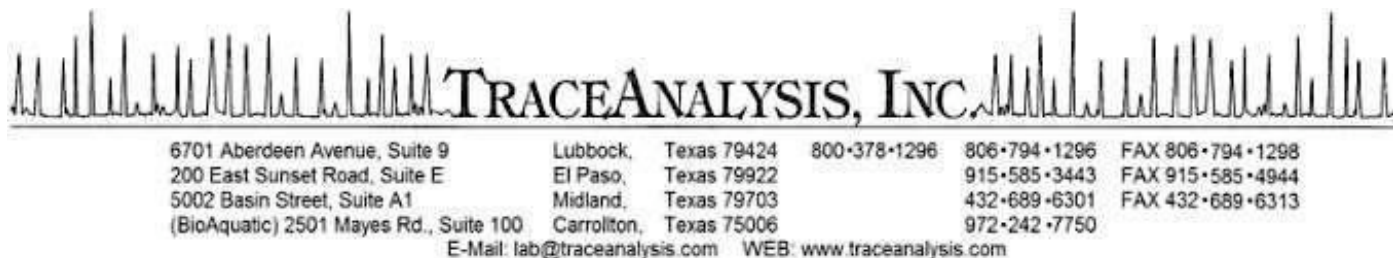 TRACEANALYSIS, INC.
6701 Aberdeen Avenue, Suite 9 Lubbock, Texas 79424 800•378•1296 806•794•1296 FAX 806•794•1298
200 East Sunset Road, Suite E El Paso, Texas 79922 915•585•3443 FAX 915•585•4944
5002 Basin Street, Suite A1 Midland, Texas 79703 432•689•6301 FAX 432•689•6313
(BioAquatic) 2501 Mayes Rd., Suite 100 Carrollton, Texas 75006 972•242•7750
E-Mail: lab@traceanalysis.com WEB: www.traceanalysis.com